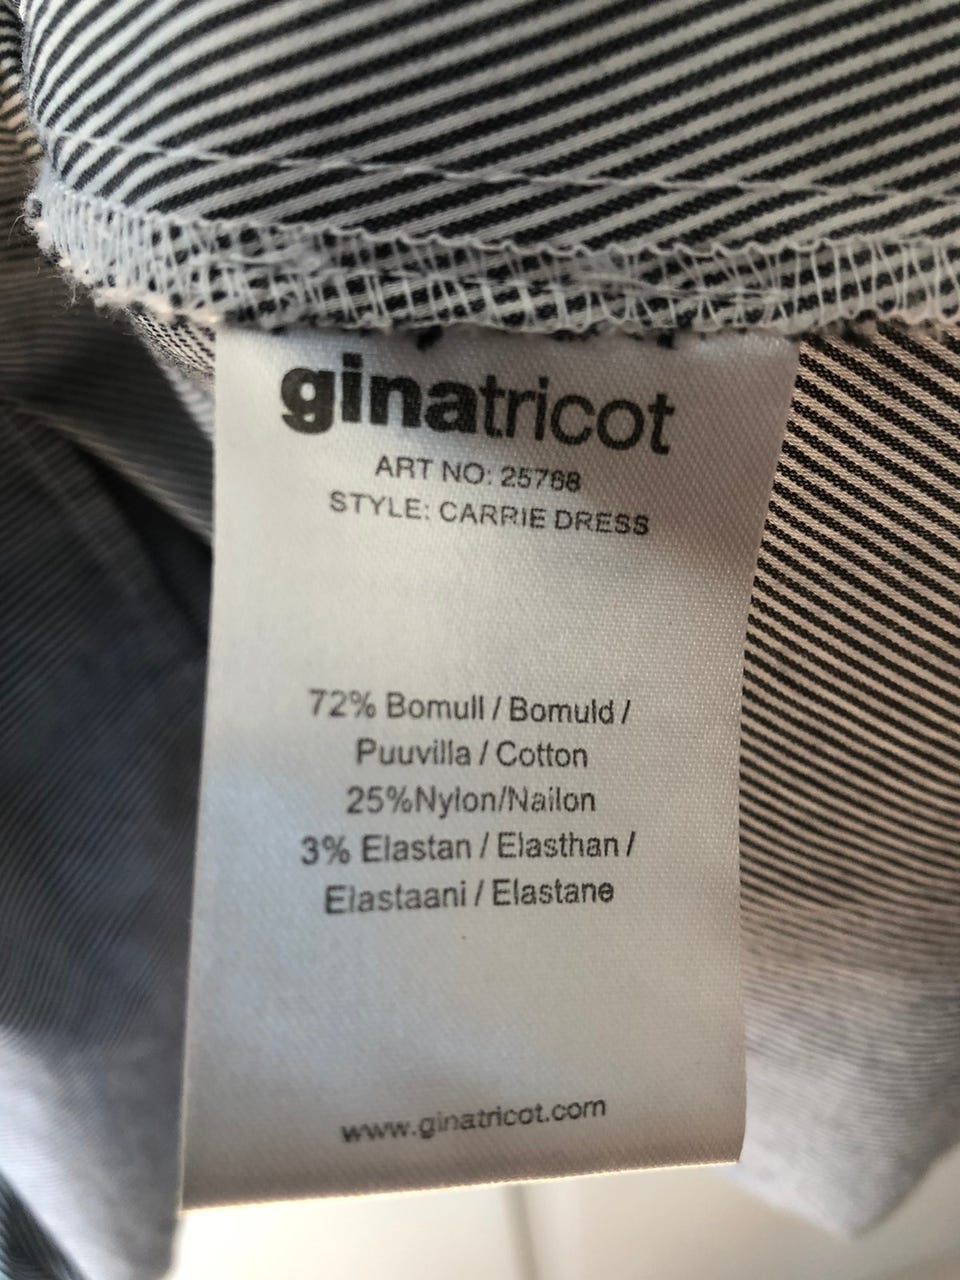 ginatricot
ART NO: 25768
STYLE: CARRIE DRESS
72% Bomull / Bomuld /
Puuvilla / Cotton
25%Nylon/Nailon
3% Elastan / Elasthan /
Elastaani / Elastane
www.ginatricot.com